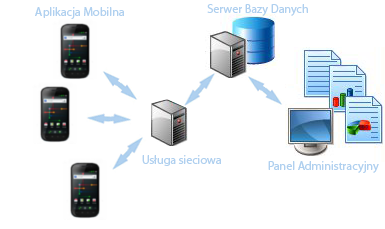 Aplikacja Mobilna
Serwer Bazy Danych
Usługa sieciowa
Panel Administracyjny